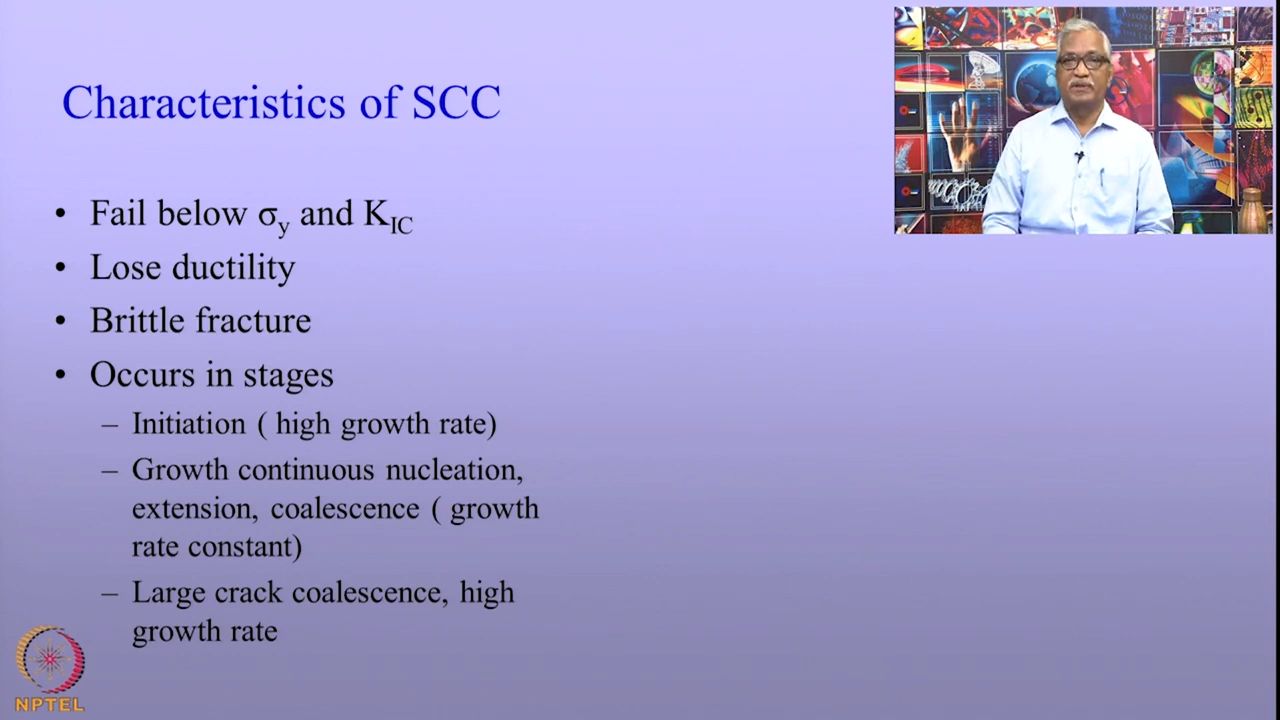 Characteristics of SCC
• Fail below σy and KIC
• Lose ductility
• Brittle fracture
• Occurs in stages
– Initiation ( high growth rate)
– Growth continuous nucleation,
extension, coalescence ( growth
rate constant)
– Large crack coalescence, high
growth rate
NPTEL